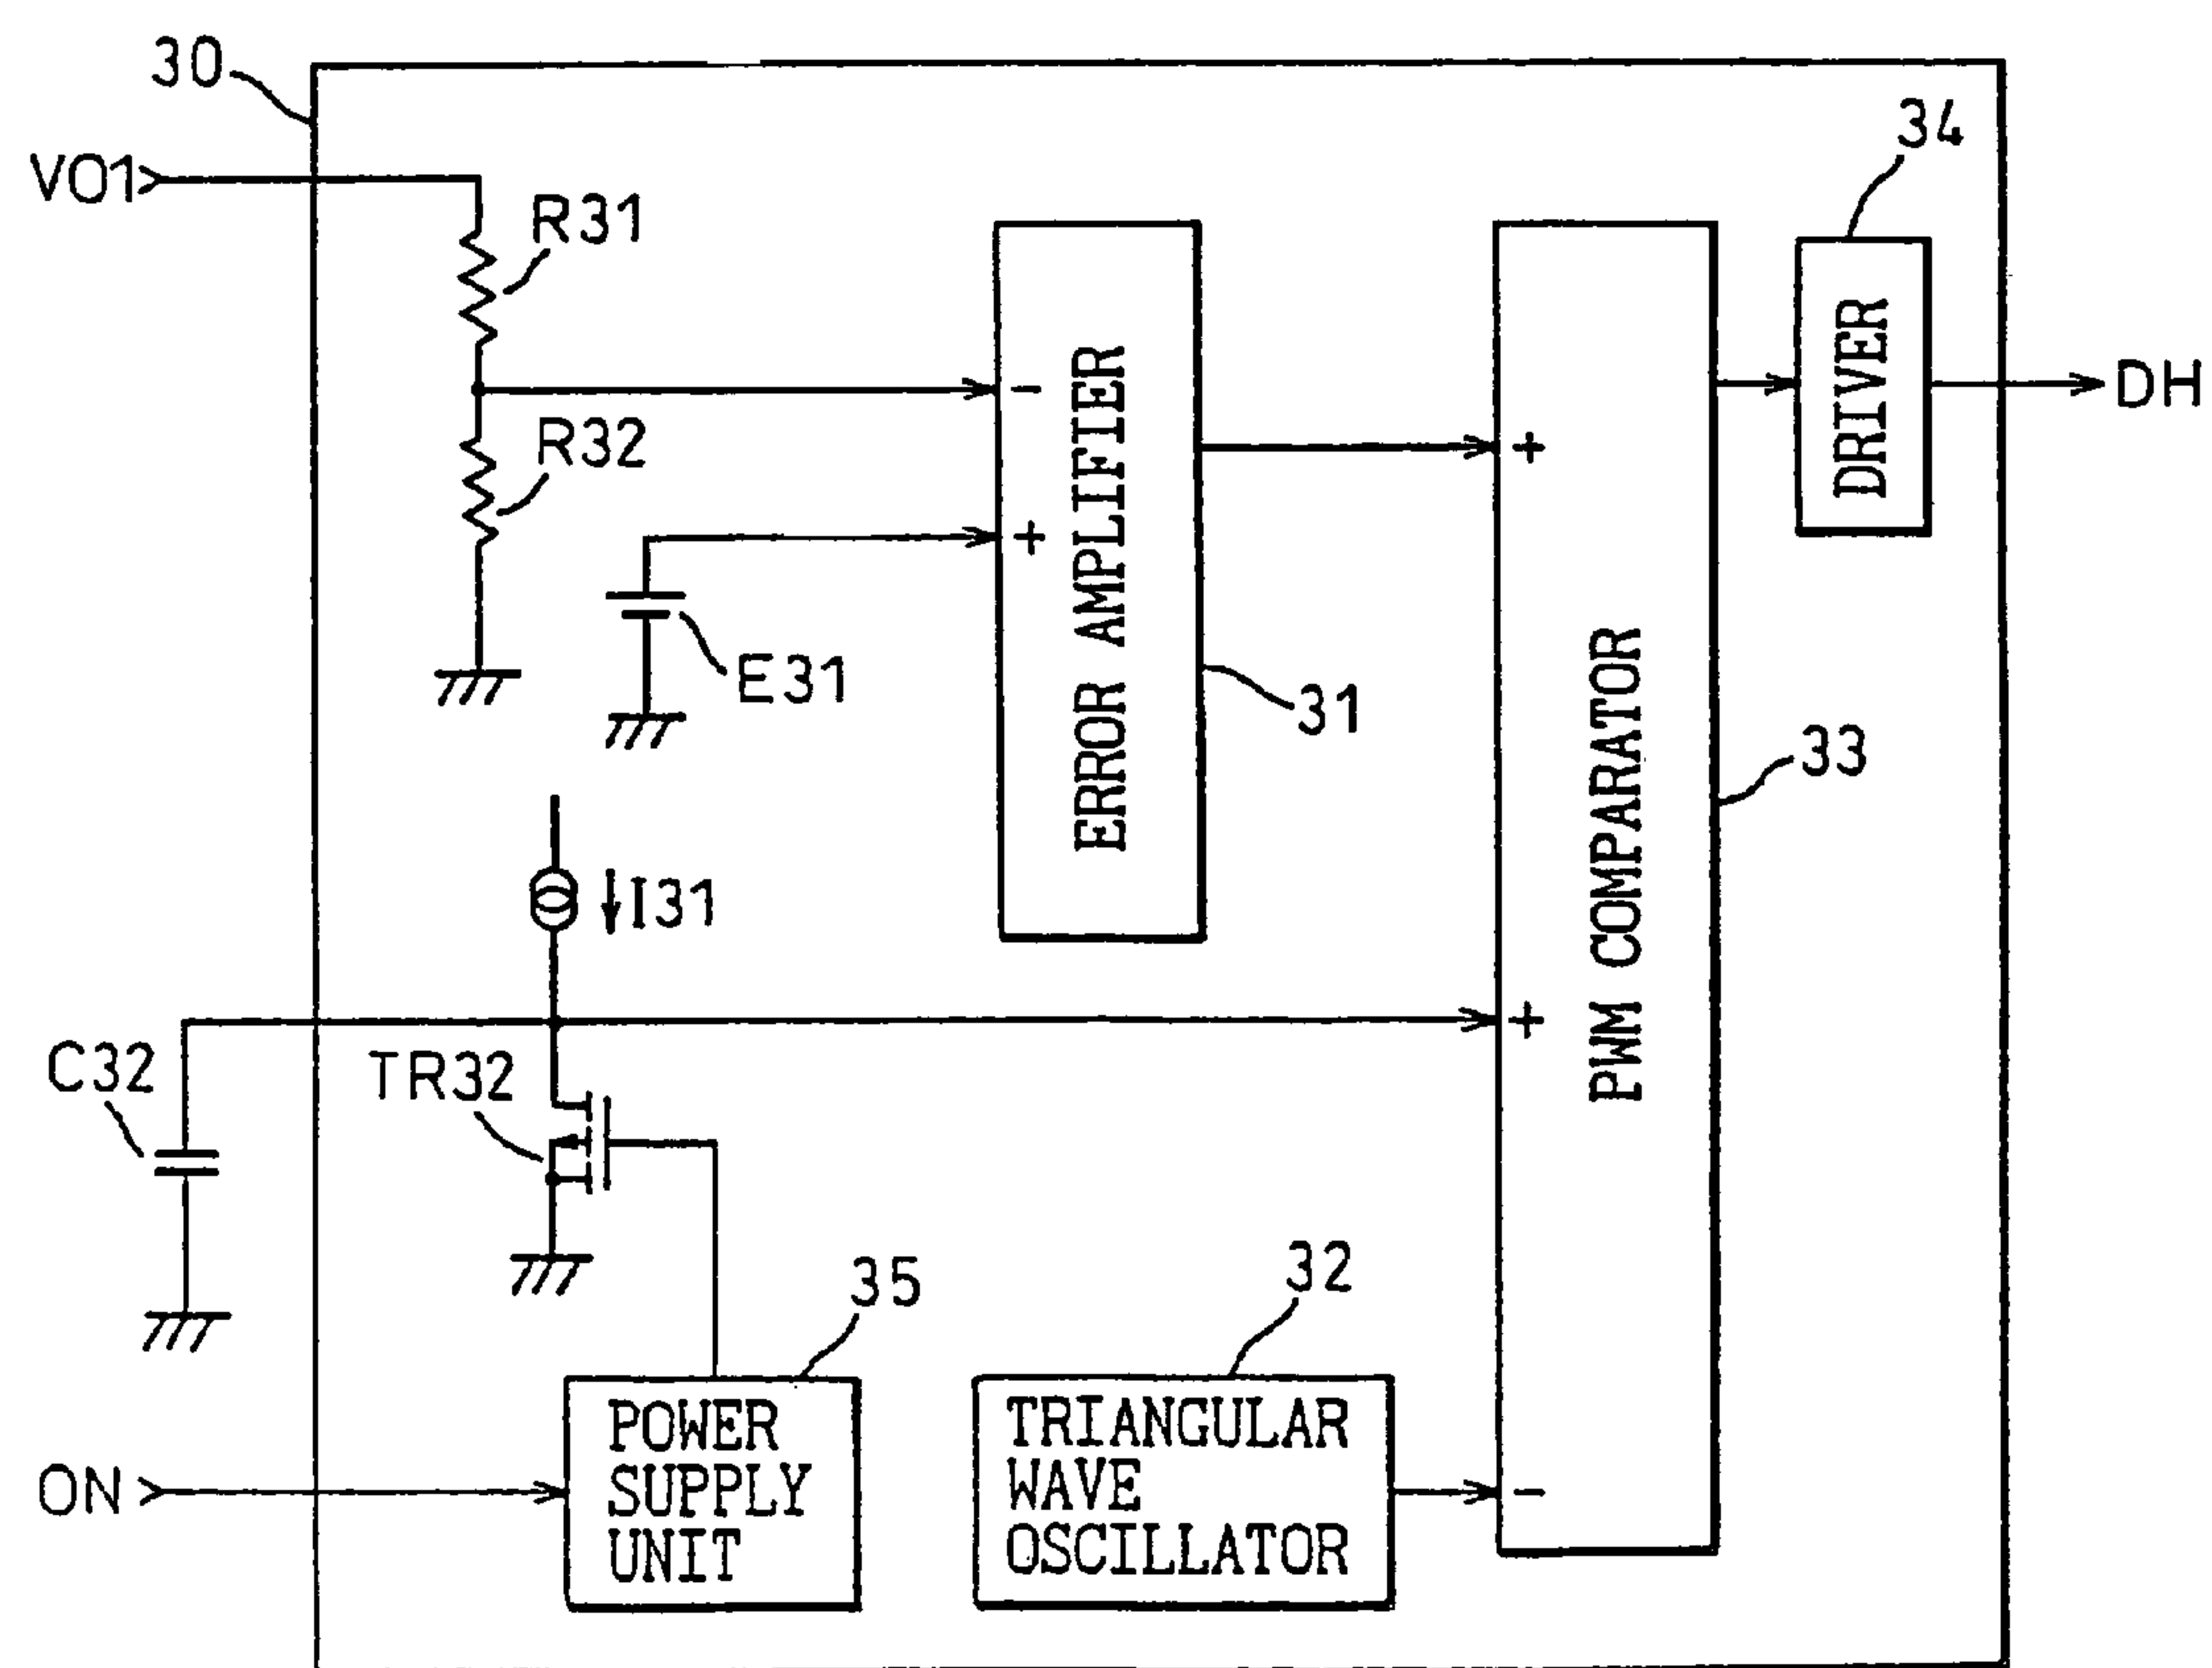 30
34
VO1
R31
DRIVER
DH
-
R32
+
+
ERROR AMPLIFIER
E31
31
PWM COMPARATOR
33
I31
+
C32
TR32
35
32
POWER
SUPPLY
UNIT
TRIANGULAR
WAVE
OSCILLATOR
ON
-